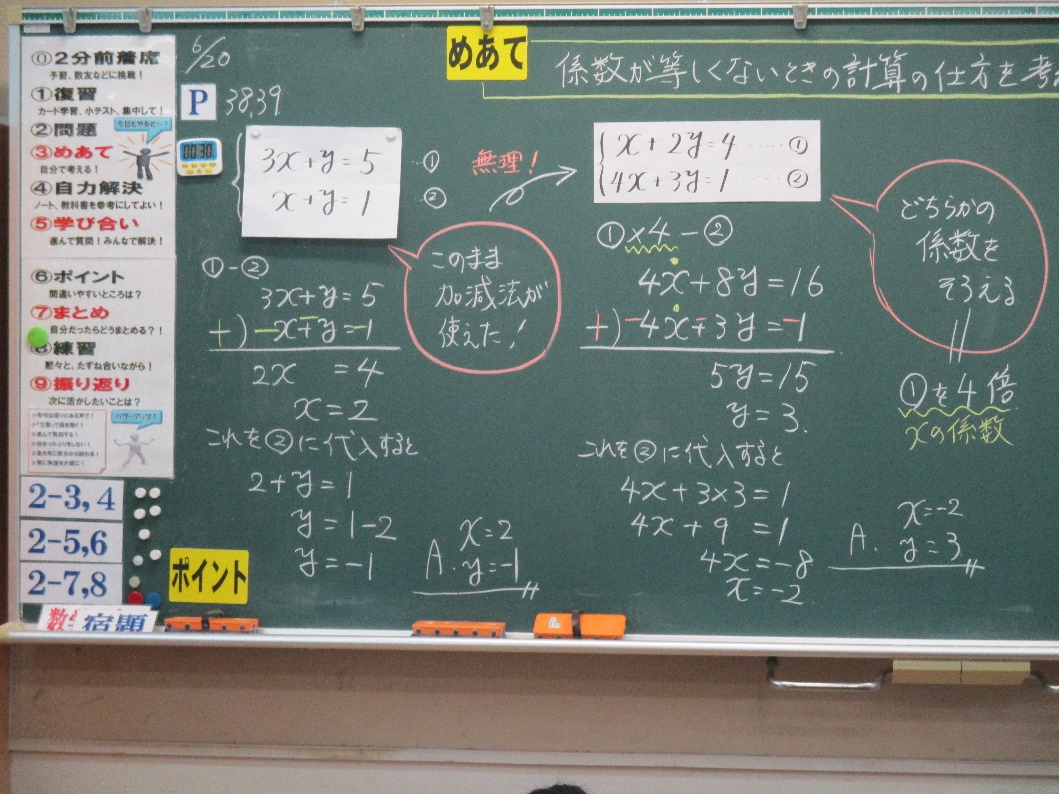 ⓪2分前着席
予習、数友などに挑戦！
①復習
カード学習、小テスト、集中して！
②問題
今日もやるぞー！
③めあて
自分で考える！
④自力解決
ノート、教科書を参考にしてよい！
⑤学び合い
進んで質問！みんなで解決！
⑥ポイント
間違いやすいところは？
⑦まとめ
自分だったらどうまとめる？！
⑧練習
黙々と、たずね合いながら！
⑨振り返り
次に活かしたいことは？
パワーアップ！
2-3,4
2-5,6
2-7,8
宿題
6/20
P 38,39
00.30
めあて
係数が等しくないときの計算の仕方を考
3x+y=5 ①
x+y=1 ②
無理！
このまま
加減法が
使えた！
①-②
3x+y=5
+)-x+y=-1
2x =4
x=2
これを②に代入すると
2+y=1
y=1-2
y=-1
A. x=2
y=-1
ポイント
x+2y=4 ……①
4x+3y=1 ……②
①×4-②
4x+8y=16
+)-4x-3y=-1
5y=15
y=3.
これを②に代入すると
4x+3×3=1
4x+9=1
4x=-8
x=-2
A. x=-2
y=3
どちらかの
係数を
そろえる
①を4倍
xの係数